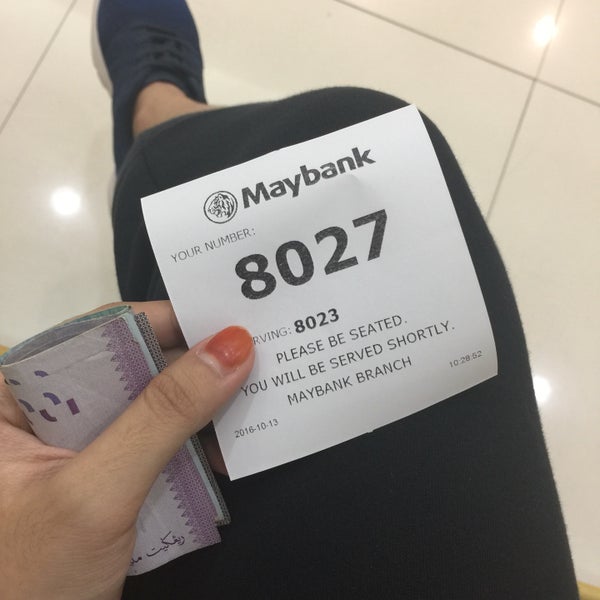 Maybank
YOUR NUMBER:
8027
RVING: 8023
PLEASE BE SEATED.
YOU WILL BE SERVED SHORTLY.
MAYBANK BRANCH
2016-10-13
10:28:52